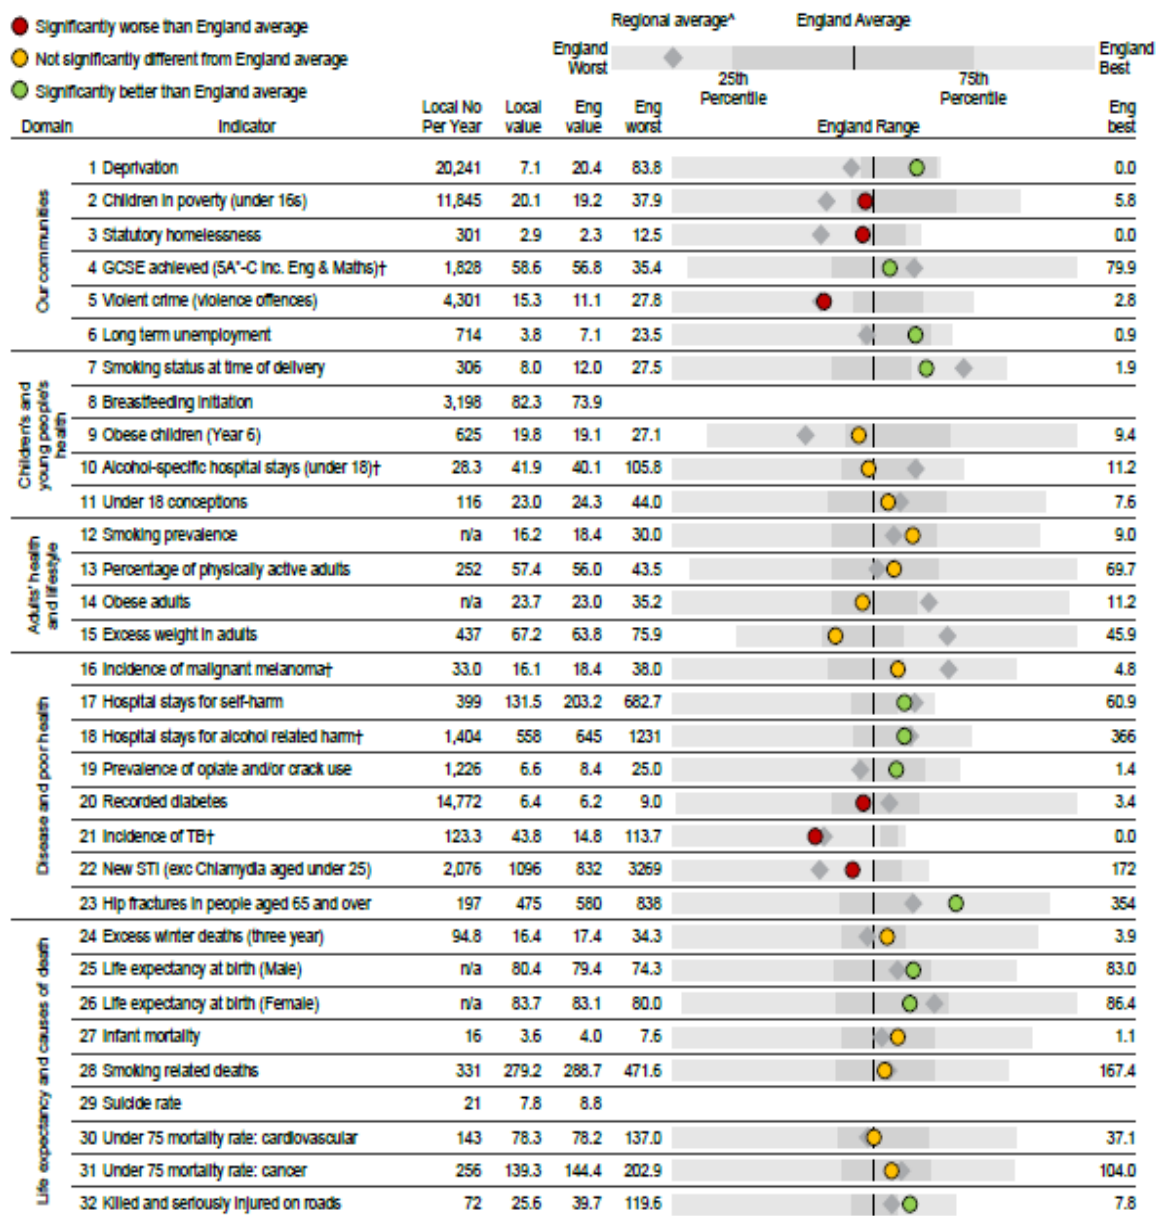 Significantly worse than England average
Not significantly different from England average
Significantly better than England average
Regional average^ England Average
England Worst England Best
25th Percentile 75th Percentile
Domain Indicator Local No Per Year Local value Eng value Eng worst England Range Eng best
Our communities
1 Deprivation 20,241 7.1 20.4 83.8 0.0
2 Children in poverty (under 16s) 11,845 20.1 19.2 37.9 5.8
3 Statutory homelessness 301 2.9 2.3 12.5 0.0
4 GCSE achieved (5A*-C inc. Eng & Maths)† 1,828 58.6 56.8 35.4 79.9
5 Violent crime (violence offences) 4,301 15.3 11.1 27.8 2.8
6 Long term unemployment 714 3.8 7.1 23.5 0.9
Children's and young people's health
7 Smoking status at time of delivery 306 8.0 12.0 27.5 1.9
8 Breastfeeding initiation 3,198 82.3 73.9
9 Obese children (Year 6) 625 19.8 19.1 27.1 9.4
10 Alcohol-specific hospital stays (under 18)† 28.3 41.9 40.1 105.8 11.2
11 Under 18 conceptions 116 23.0 24.3 44.0 7.6
Adults' health and lifestyle
12 Smoking prevalence n/a 16.2 18.4 30.0 9.0
13 Percentage of physically active adults 252 57.4 56.0 43.5 69.7
14 Obese adults n/a 23.7 23.0 35.2 11.2
15 Excess weight in adults 437 67.2 63.8 75.9 45.9
Disease and poor health
16 Incidence of malignant melanoma† 33.0 16.1 18.4 38.0 4.8
17 Hospital stays for self-harm 399 131.5 203.2 682.7 60.9
18 Hospital stays for alcohol related harm† 1,404 558 645 1231 366
19 Prevalence of opiate and/or crack use 1,226 6.6 8.4 25.0 1.4
20 Recorded diabetes 14,772 6.4 6.2 9.0 3.4
21 Incidence of TB† 123.3 43.8 14.8 113.7 0.0
22 New STI (exc Chlamydia aged under 25) 2,076 1096 832 3269 172
23 Hip fractures in people aged 65 and over 197 475 580 838 354
Life expectancy and causes of death
24 Excess winter deaths (three year) 94.8 16.4 17.4 34.3 3.9
25 Life expectancy at birth (Male) n/a 80.4 79.4 74.3 83.0
26 Life expectancy at birth (Female) n/a 83.7 83.1 80.0 86.4
27 Infant mortality 16 3.6 4.0 7.6 1.1
28 Smoking related deaths 331 279.2 288.7 471.6 167.4
29 Suicide rate 21 7.8 8.8
30 Under 75 mortality rate: cardiovascular 143 78.3 78.2 137.0 37.1
31 Under 75 mortality rate: cancer 256 139.3 144.4 202.9 104.0
32 Killed and seriously injured on roads 72 25.6 39.7 119.6 7.8